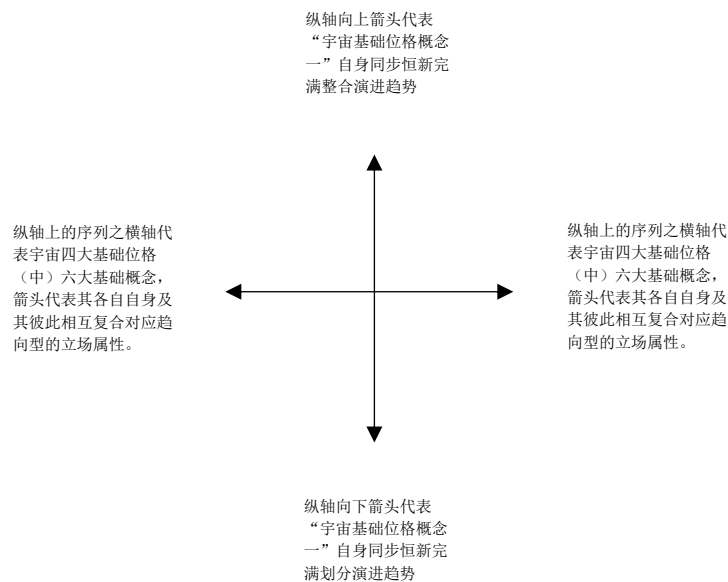 纵轴向上箭头代表
“宇宙基础位格概念
一”自身同步恒新完
满整合演进趋势
纵轴上的序列之横轴代
表宇宙四大基础位格
（中）六大基础概念，
箭头代表其各自自身及
其彼此相互复合对应趋
向型的立场属性。
纵轴上的序列之横轴代
表宇宙四大基础位格
（中）六大基础概念，
箭头代表其各自自身及
其彼此相互复合对应趋
向型的立场属性。
纵轴向下箭头代表
“宇宙基础位格概念
一”自身同步恒新完
满划分演进趋势